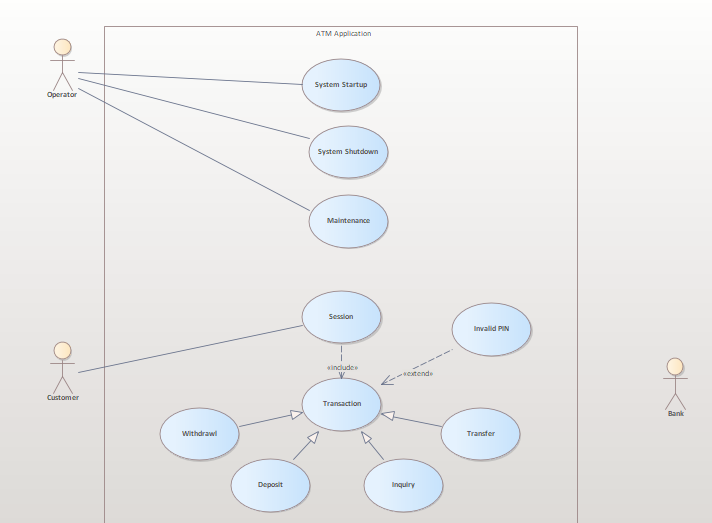 ATM Application
Operator
System Startup
System Shutdown
Maintenance
Session
Invalid PIN
«include»
«extend»
Customer
Transaction
Bank
Withdrawl
Transfer
Deposit
Inquiry